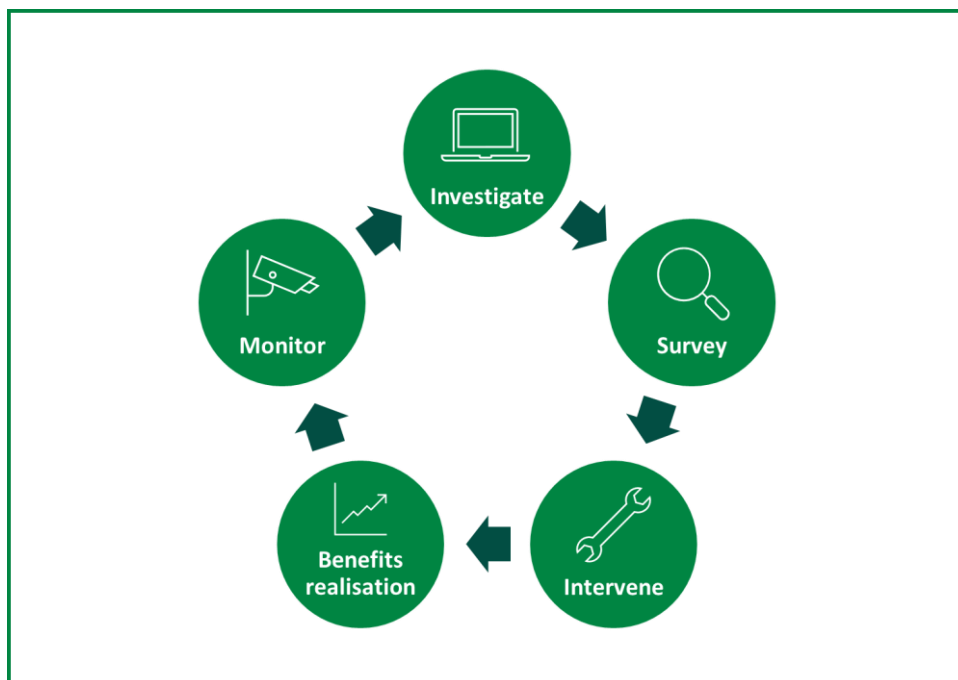 Investigate
Survey
Intervene
Benefits
realisation
Monitor